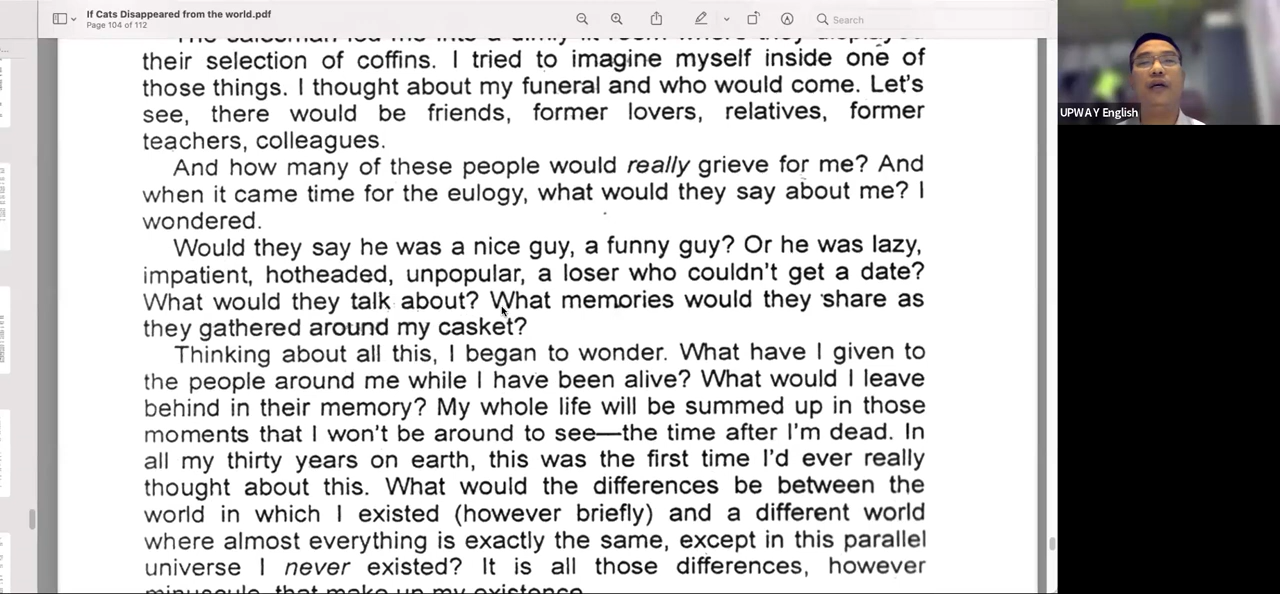 If Cats Disappeared from the world.pdf
Page 104 of 112
Search
UPWAY English
their selection of coffins. I tried to imagine myself inside one of
those things. I thought about my funeral and who would come. Let's
see, there would be friends, former lovers, relatives, former
teachers, colleagues.
And how many of these people would really grieve for me? And
when it came time for the eulogy, what would they say about me? I
wondered.
Would they say he was a nice guy, a funny guy? Or he was lazy,
impatient, hotheaded, unpopular, a loser who couldn't get a date?
What would they talk about? What memories would they share as
they gathered around my casket?
Thinking about all this, I began to wonder. What have I given to
the people around me while I have been alive? What would I leave
behind in their memory? My whole life will be summed up in those
moments that I won't be around to see—the time after I'm dead. In
all my thirty years on earth, this was the first time I'd ever really
thought about this. What would the differences be between the
world in which I existed (however briefly) and a different world
where almost everything is exactly the same, except in this parallel
universe I never existed? It is all those differences, however